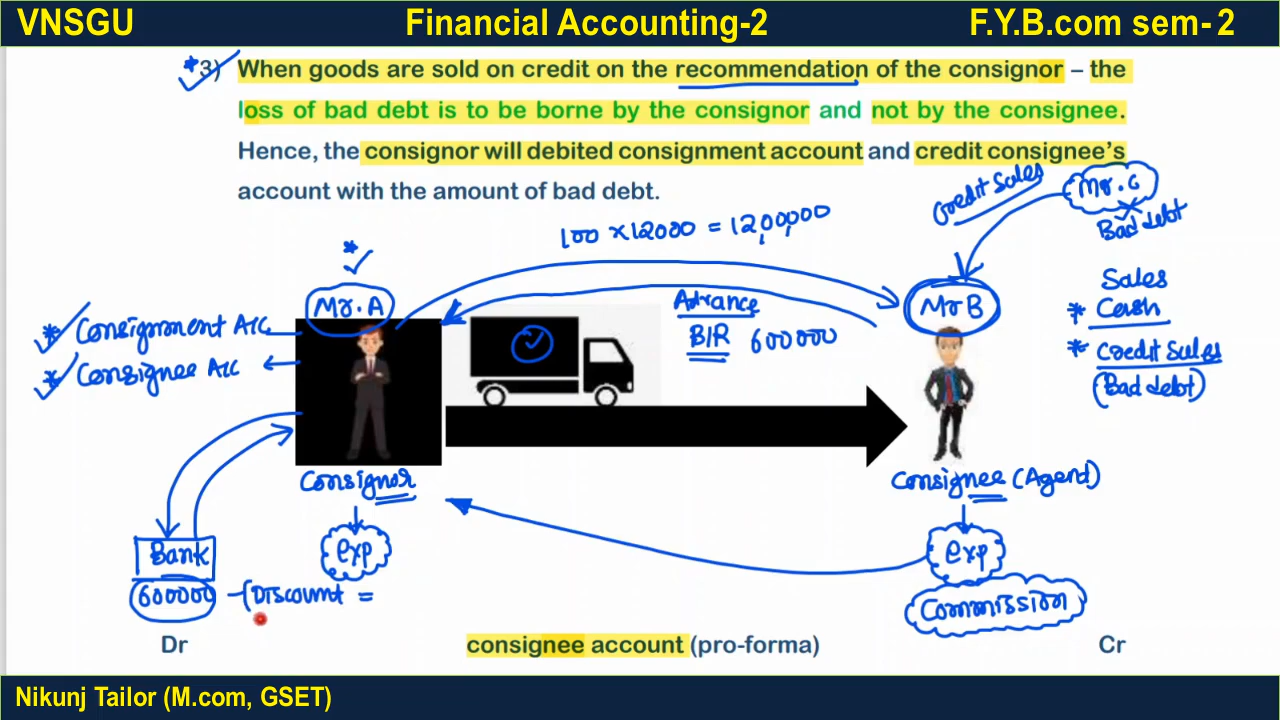 VNSGU Financial Accounting-2 F.Y.B.com sem- 2
*3) When goods are sold on credit on the recommendation of the consignor – the
loss of bad debt is to be borne by the consignor and not by the consignee.
Hence, the consignor will debited consignment account and credit consignee's
account with the amount of bad debt.
Credit Sales
Mr. C
Bad debt
100 × 12000 = 12,00,000
*
Mr. A
Advance
B/R 600000
Mr B
Sales
* Cash
* Credit Sales
(Bad debt)
* Consignment A/c
* Consignee A/c
Consignor
Consignee (Agend)
exp
exp
Bank
600000 - (Discount =
Commission
Dr consignee account (pro-forma) Cr
Nikunj Tailor (M.com, GSET)